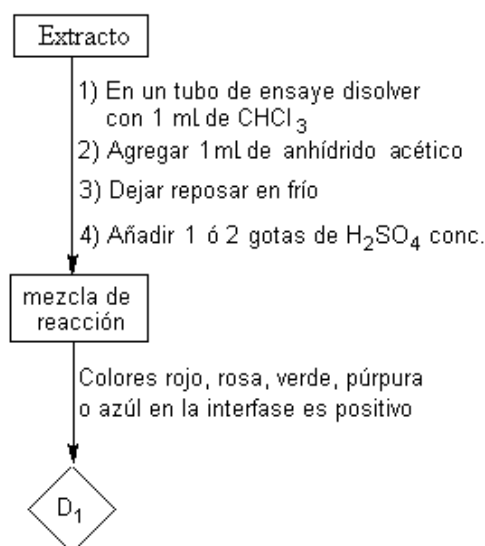 Extracto
1) En un tubo de ensaye disolver
con 1 mL de CHCl3
2) Agregar 1mL de anhídrido acético
3) Dejar reposar en frío
4) Añadir 1 ó 2 gotas de H2SO4 conc.
mezcla de
reacción
Colores rojo, rosa, verde, púrpura
o azúl en la interfase es positivo
D1